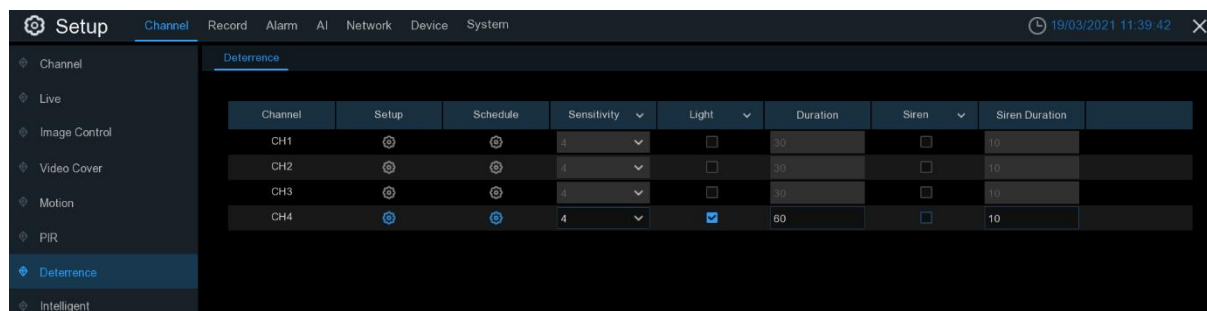 Setup Channel Record Alarm AI Network Device System 19/03/2021 11:39:42
Channel
Live
Image Control
Video Cover
Motion
PIR
Deterrence
Intelligent
Deterrence
Channel Setup Schedule Sensitivity Light Duration Siren Siren Duration
CH1 4 30 10
CH2 4 30 10
CH3 4 30 10
CH4 4 60 10